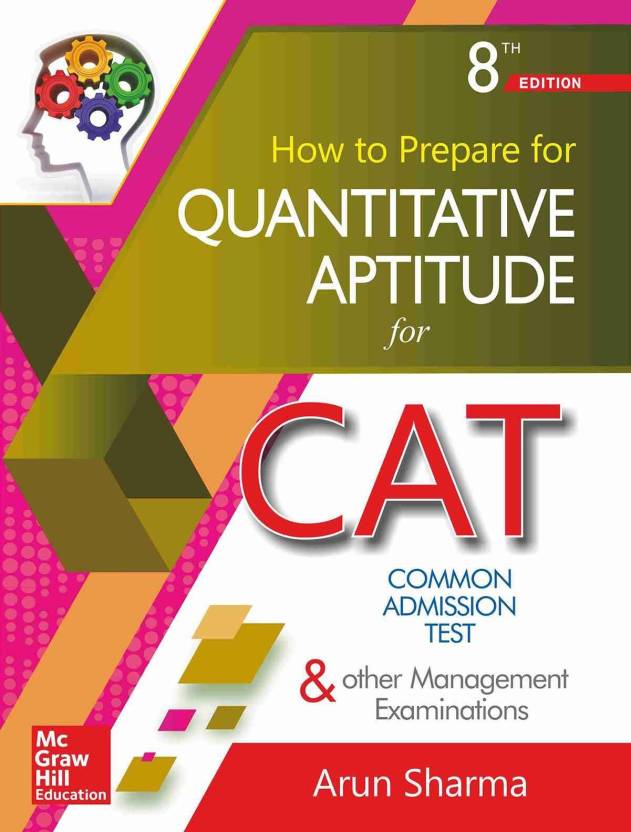 8TH
EDITION
How to Prepare for
QUANTITATIVE
APTITUDE
for
CAT
COMMON
ADMISSION
TEST
& other Management
Examinations
Mc
Graw
Hill
Education
Arun Sharma